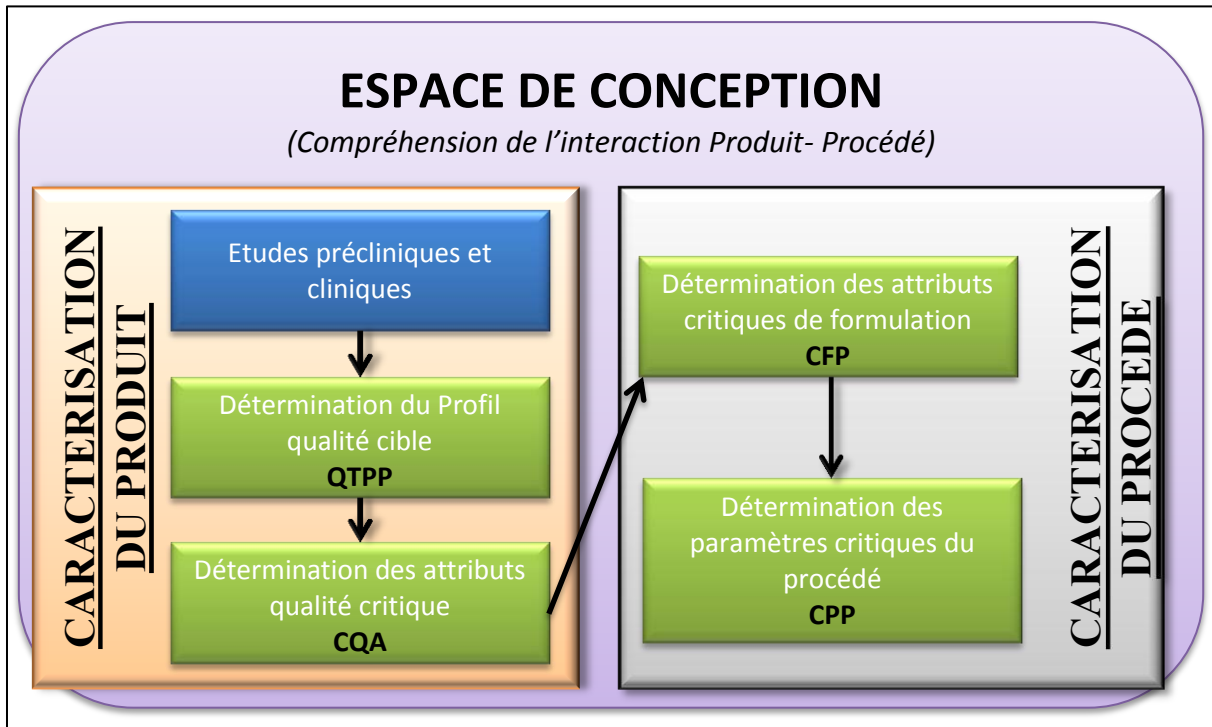 ESPACE DE CONCEPTION
(Compréhension de l'interaction Produit- Procédé)
CARACTERISATION
DU PRODUIT
Etudes précliniques et
cliniques
Détermination du Profil
qualité cible
QTPP
Détermination des attributs
qualité critique
CQA
Détermination des attributs
critiques de formulation
CFP
Détermination des
paramètres critiques du
procédé
CPP
CARACTERISATION
DU PROCEDE